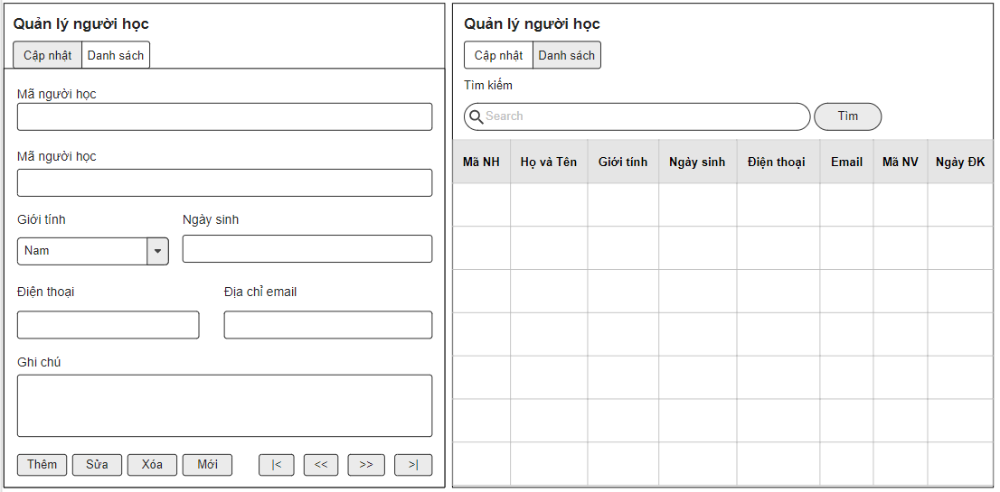 Quản lý người học
Cập nhật Danh sách
Mã người học
Mã người học
Giới tính Ngày sinh
Nam
Điện thoại Địa chỉ email
Ghi chú
Thêm Sửa Xóa Mới |< << >> >|
Quản lý người học
Cập nhật Danh sách
Tìm kiếm
Search Tìm
Mã NH Họ và Tên Giới tính Ngày sinh Điện thoại Email Mã NV Ngày ĐK